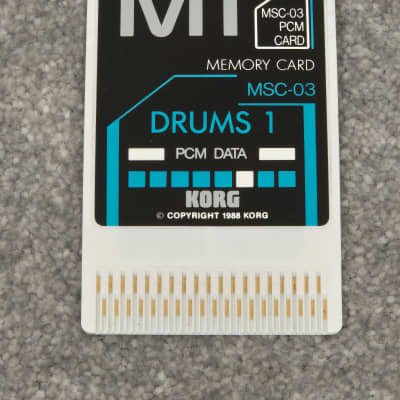 M1
MSC-03
PCM
CARD
MEMORY CARD
MSC-03
DRUMS 1
PCM DATA
KORG
© COPYRIGHT 1988 KORG